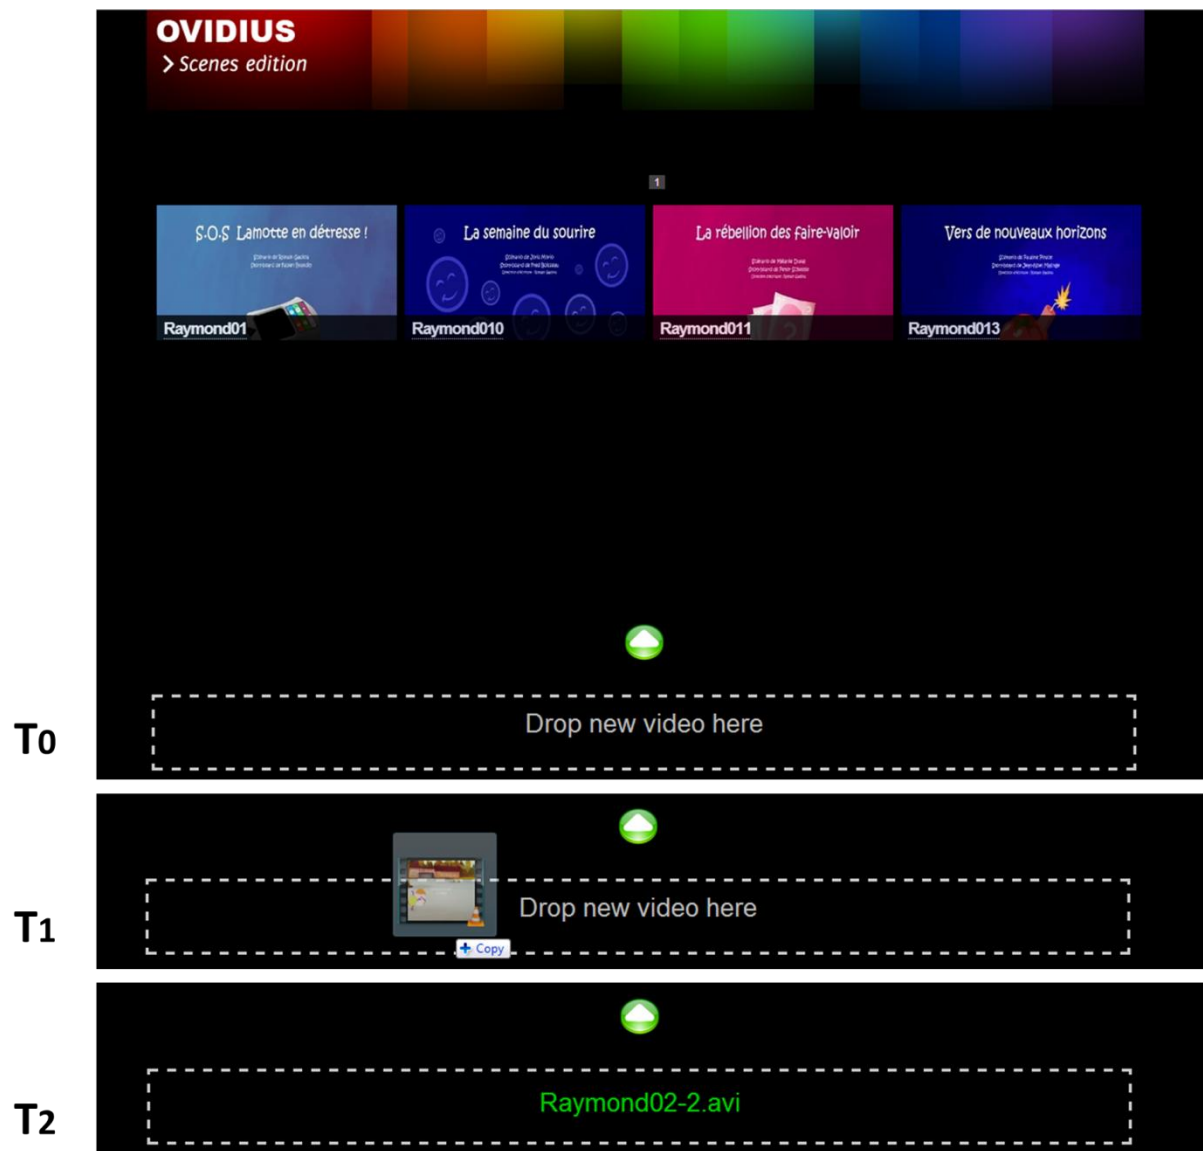 OVIDIUS
> Scenes edition
1
S.O.S Lamotte en détresse !
La semaine du sourire
La rébellion des faire-valoir
Vers de nouveaux horizons
Raymond01
Raymond010
Raymond011
Raymond013
T0
Drop new video here
T1
Drop new video here
Copy
T2
Raymond02-2.avi